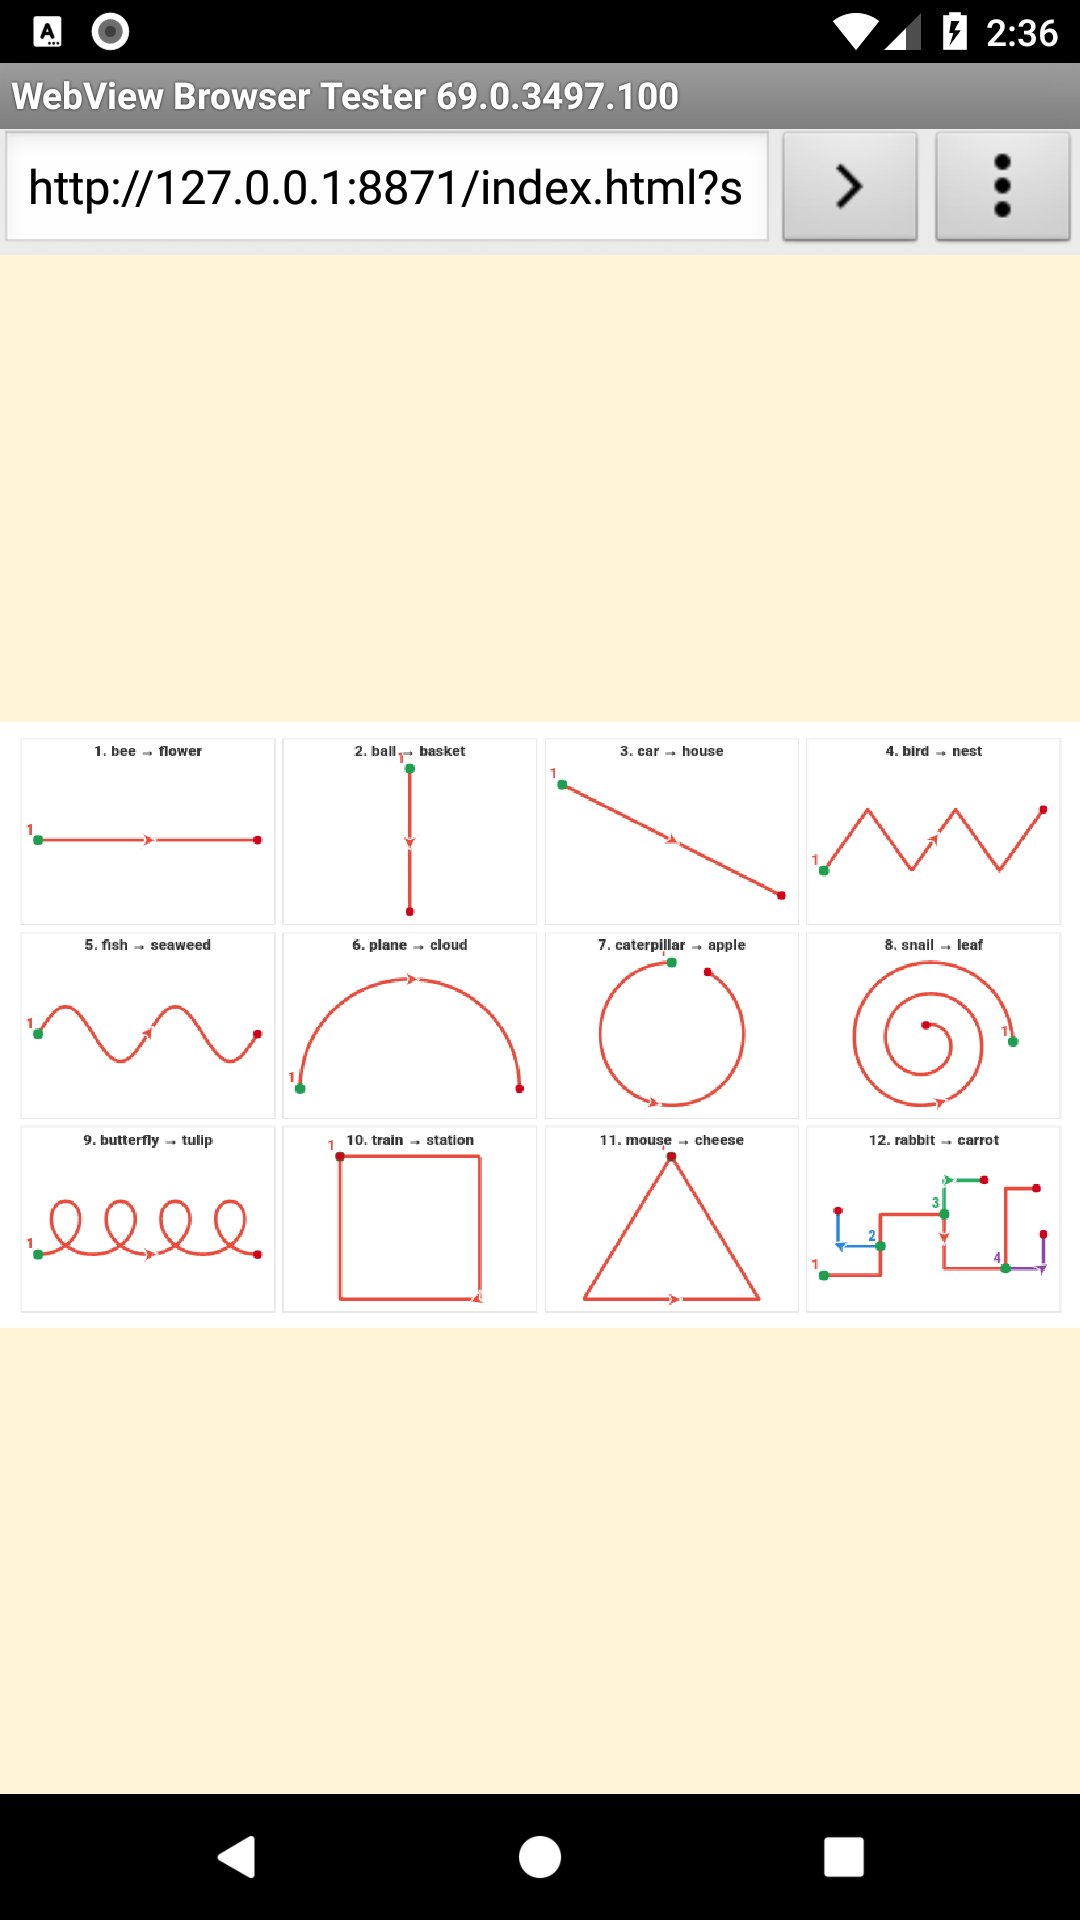 2:36
WebView Browser Tester 69.0.3497.100
http://127.0.0.1:8871/index.html?s
1. bee → flower
2. ball → basket
3. car → house
4. bird → nest
1
1
1
1
5. fish → seaweed
6. plane → cloud
7. caterpillar → apple
8. snail → leaf
1
1
1
9. butterfly → tulip
10. train → station
11. mouse → cheese
12. rabbit → carrot
1
1
1
2
3
4